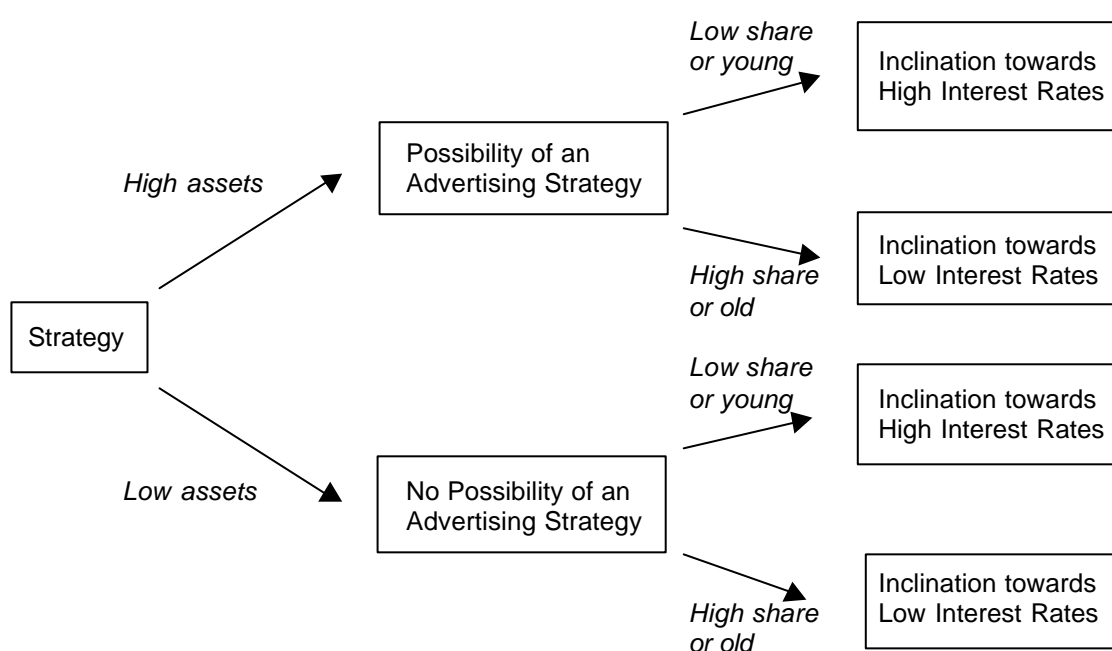 Low share
or young
Inclination towards
High Interest Rates
Possibility of an
Advertising Strategy
High assets
Inclination towards
Low Interest Rates
High share
or old
Strategy
Low share
or young
Inclination towards
High Interest Rates
Low assets
No Possibility of an
Advertising Strategy
Inclination towards
Low Interest Rates
High share
or old